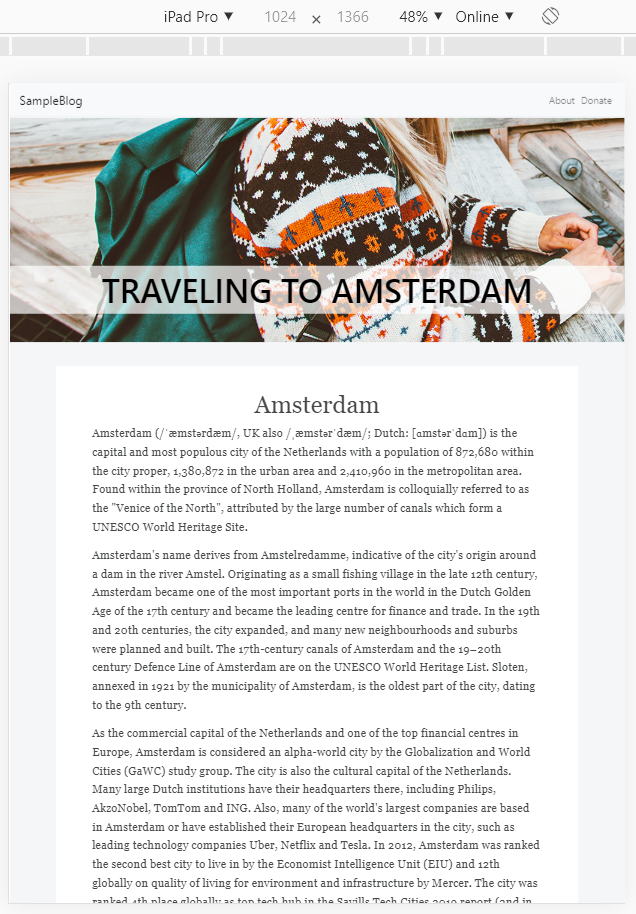 iPad Pro ▼ 1024 × 1366 48% ▼ Online ▼
SampleBlog About Donate
TRAVELING TO AMSTERDAM
Amsterdam
Amsterdam (/ˈæmstərdæm/, UK also /ˌæmstərˈdæm/; Dutch: [ɑmstərˈdɑm]) is the
capital and most populous city of the Netherlands with a population of 872,680 within
the city proper, 1,380,872 in the urban area and 2,410,960 in the metropolitan area.
Found within the province of North Holland, Amsterdam is colloquially referred to as
the "Venice of the North", attributed by the large number of canals which form a
UNESCO World Heritage Site.
Amsterdam's name derives from Amstelredamme, indicative of the city's origin around
a dam in the river Amstel. Originating as a small fishing village in the late 12th century,
Amsterdam became one of the most important ports in the world in the Dutch Golden
Age of the 17th century and became the leading centre for finance and trade. In the 19th
and 20th centuries, the city expanded, and many new neighbourhoods and suburbs
were planned and built. The 17th-century canals of Amsterdam and the 19–20th
century Defence Line of Amsterdam are on the UNESCO World Heritage List. Sloten,
annexed in 1921 by the municipality of Amsterdam, is the oldest part of the city, dating
to the 9th century.
As the commercial capital of the Netherlands and one of the top financial centres in
Europe, Amsterdam is considered an alpha-world city by the Globalization and World
Cities (GaWC) study group. The city is also the cultural capital of the Netherlands.
Many large Dutch institutions have their headquarters there, including Philips,
AkzoNobel, TomTom and ING. Also, many of the world's largest companies are based
in Amsterdam or have established their European headquarters in the city, such as
leading technology companies Uber, Netflix and Tesla. In 2012, Amsterdam was ranked
the second best city to live in by the Economist Intelligence Unit (EIU) and 12th
globally on quality of living for environment and infrastructure by Mercer. The city was
ranked 4th place globally as top tech hub in the Savills Tech Cities 2019 report (2nd in